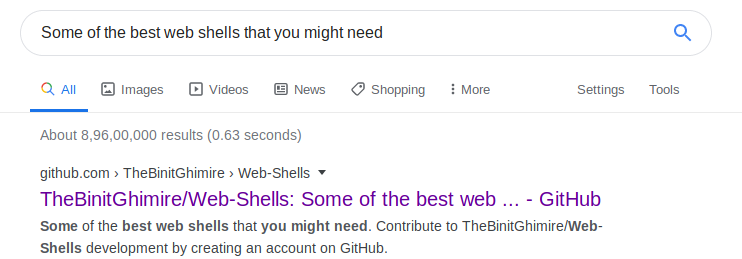 Some of the best web shells that you might need
All Images Videos News Shopping More Settings Tools
About 8,96,00,000 results (0.63 seconds)
github.com › TheBinitGhimire › Web-Shells
TheBinitGhimire/Web-Shells: Some of the best web ... - GitHub
Some of the best web shells that you might need. Contribute to TheBinitGhimire/Web-
Shells development by creating an account on GitHub.